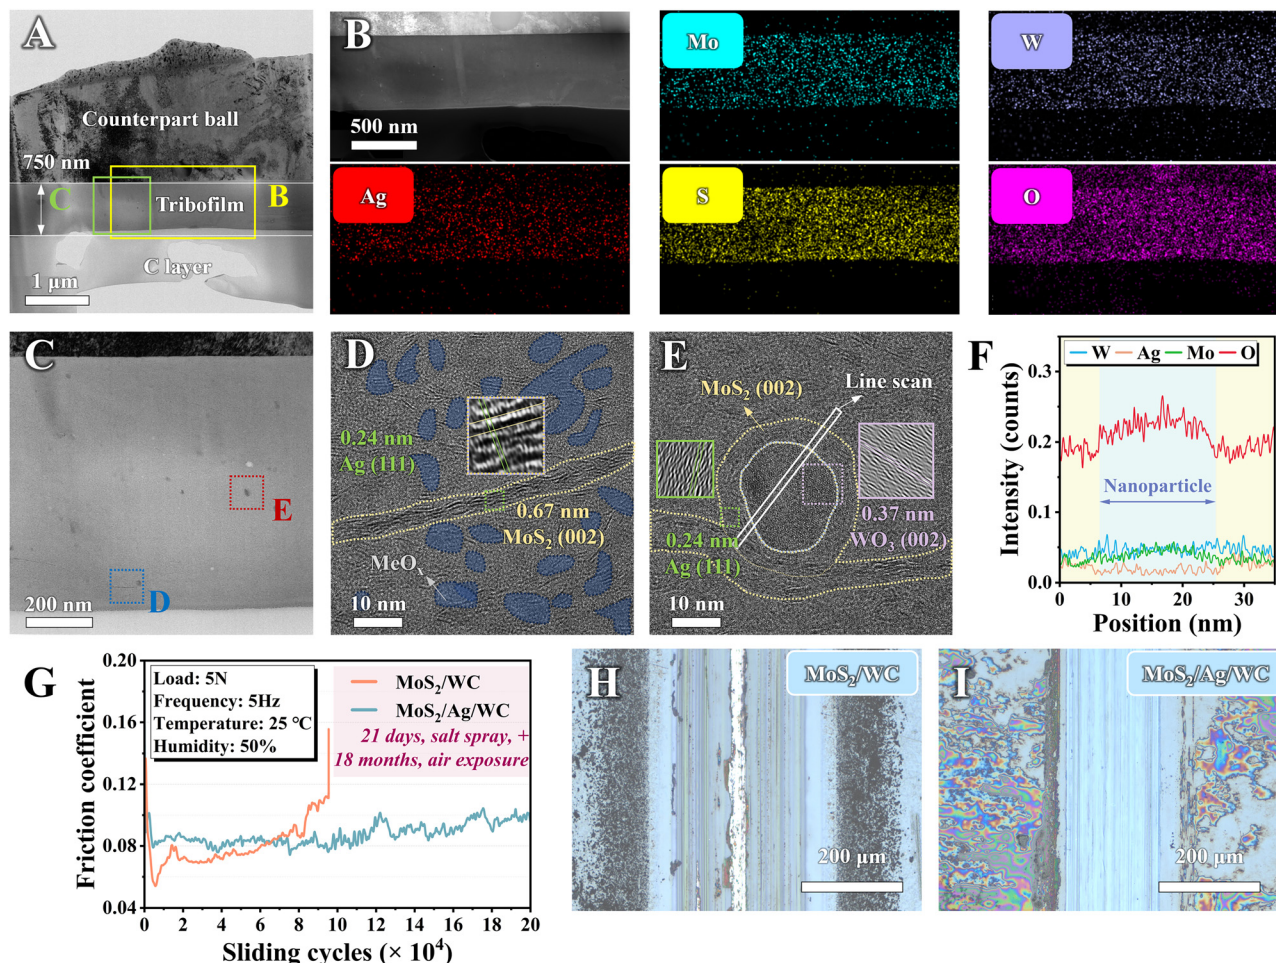 A
Counterpart ball
750 nm
C
Tribofilm
B
C layer
1 μm
B
500 nm
Mo
W
Ag
S
O
C
E
D
200 nm
D
0.24 nm
Ag (111)
0.67 nm
MoS₂ (002)
MeOₓ
10 nm
E
MoS₂ (002)
Line scan
0.24 nm
Ag (111)
0.37 nm
WO₃ (002)
10 nm
F
W Ag Mo O
Intensity (counts)
0.3
0.2
0.1
0.0
Nanoparticle
0 10 20 30
Position (nm)
G
Friction coefficient
0.20
0.16
0.12
0.08
0.04
Load: 5N
Frequency: 5Hz
Temperature: 25 °C
Humidity: 50%
MoS₂/WC
MoS₂/Ag/WC
21 days, salt spray, +
18 months, air exposure
0 2 4 6 8 10 12 14 16 18 20
Sliding cycles (× 10⁴)
H
MoS₂/WC
200 μm
I
MoS₂/Ag/WC
200 μm